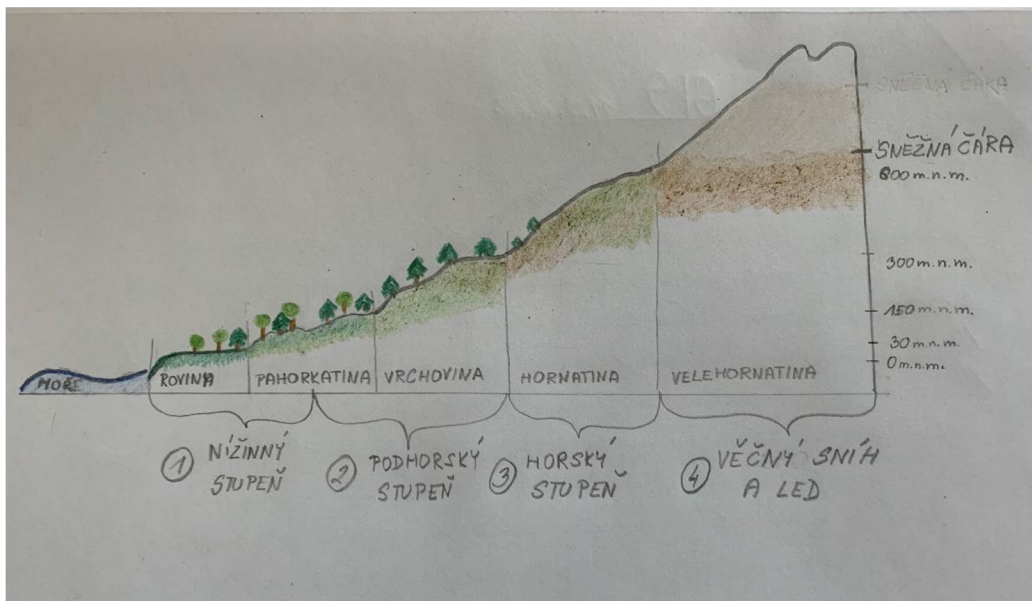 SNĚŽNÁ ČÁRA
SNĚŽNÁ ČÁRA
600 m.n.m.
300 m.n.m.
150 m.n.m.
30 m.n.m.
0 m.n.m.
MOŘE
ROVINA
PAHORKATINA
VRCHOVINA
HORNATINA
VELEHORNATINA
1 NÍŽINNÝ
STUPEŇ
2 PODHORSKÝ
STUPEŇ
3 HORSKÝ
STUPEŇ
4 VĚČNÝ SNÍH
A LED